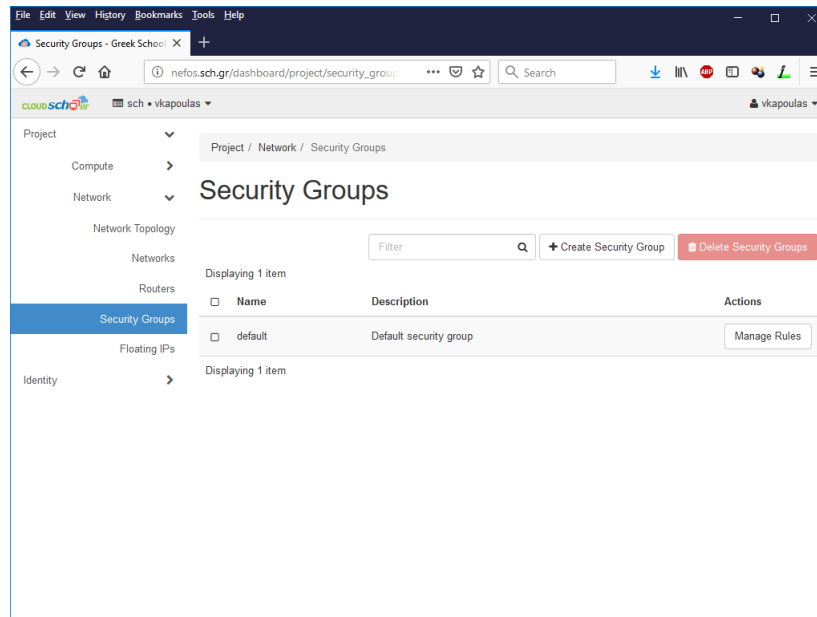 File Edit View History Bookmarks Tools Help
Security Groups - Greek School
nefos.sch.gr/dashboard/project/security_group
Search
ABP
CLOUD sch
sch • vkapoulas
vkapoulas
Project
Project / Network / Security Groups
Compute
Network
Security Groups
Network Topology
Networks
Filter
Create Security Group
Delete Security Groups
Displaying 1 item
Routers
Name Description Actions
Security Groups
default Default security group Manage Rules
Floating IPs
Displaying 1 item
Identity